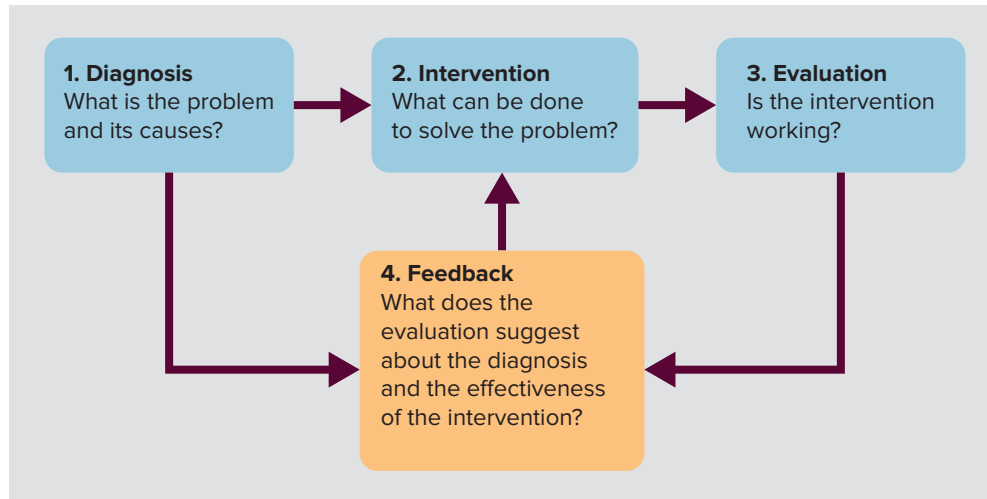 1. Diagnosis
What is the problem
and its causes?
2. Intervention
What can be done
to solve the problem?
3. Evaluation
Is the intervention
working?
4. Feedback
What does the
evaluation suggest
about the diagnosis
and the effectiveness
of the intervention?